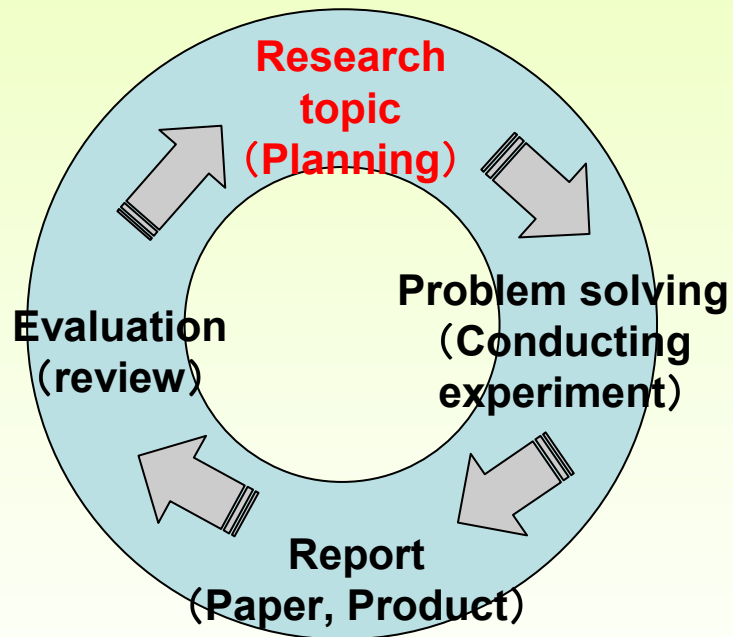 Research
topic
（Planning）
Problem solving
（Conducting
experiment）
Report
（Paper, Product）
Evaluation
（review）